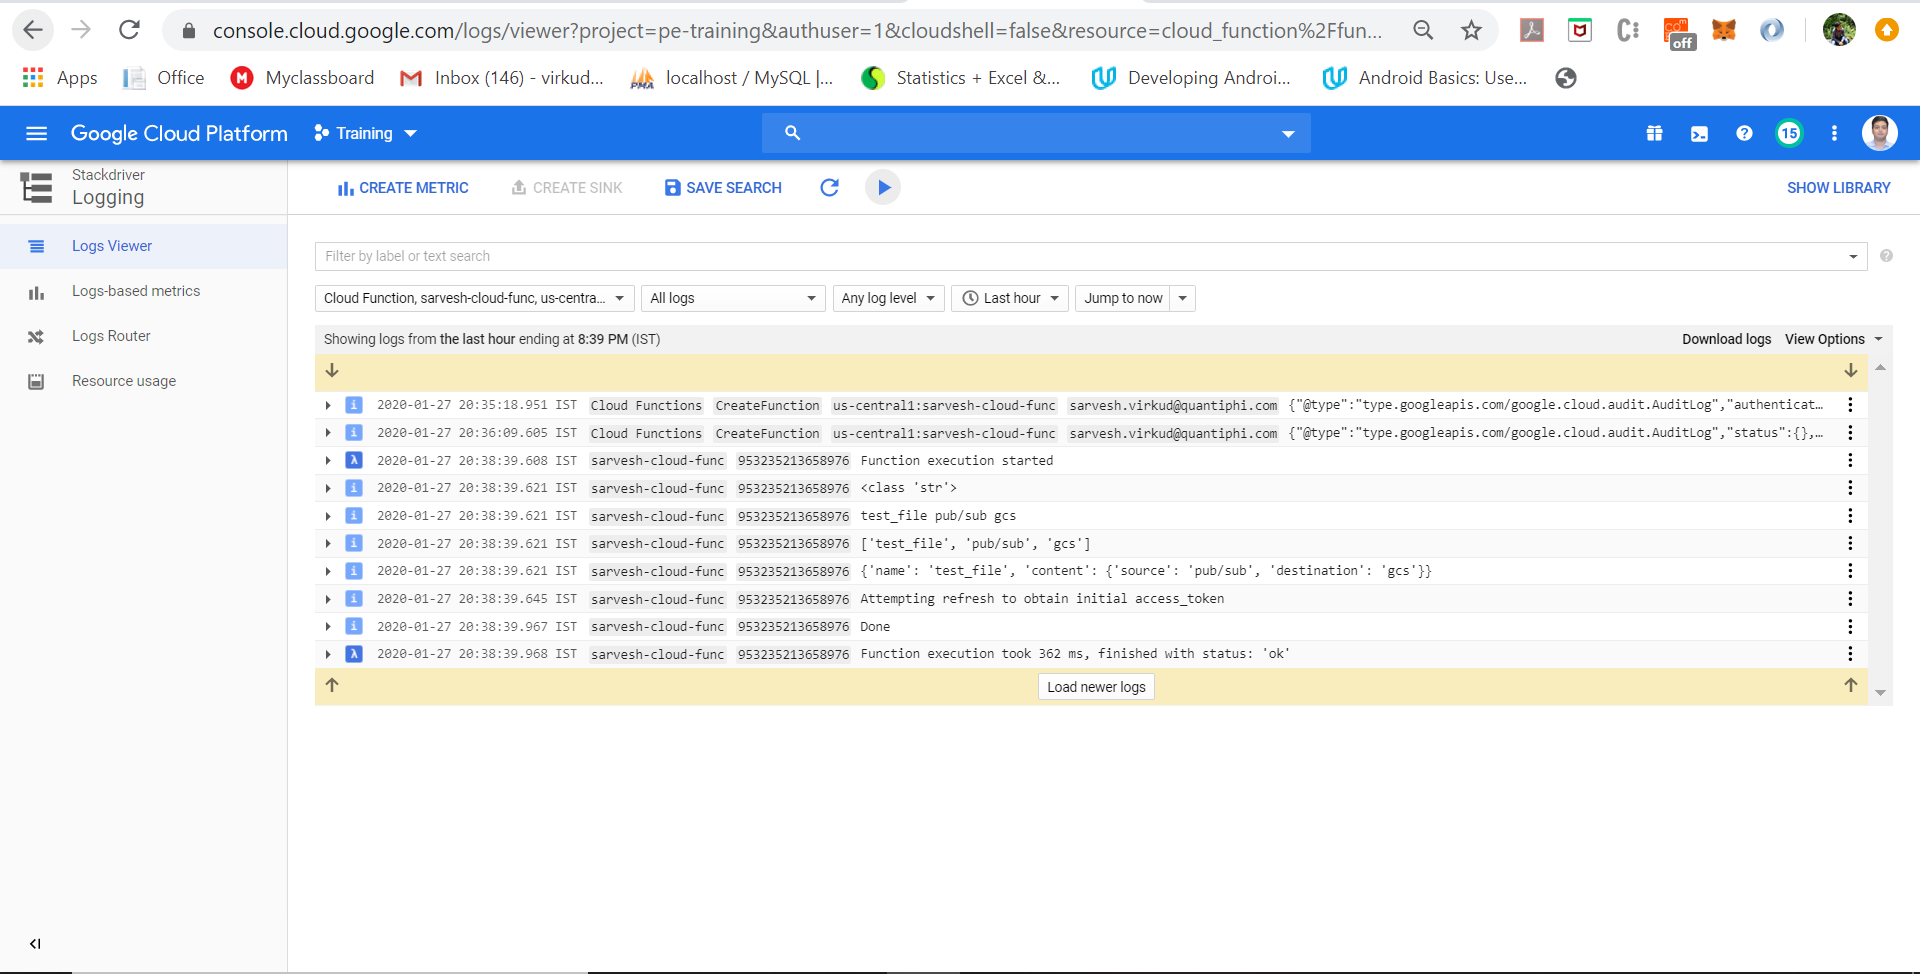 console.cloud.google.com/logs/viewer?project=pe-training&authuser=1&cloudshell=false&resource=cloud_function%2Ffun...
off
Apps Office Myclassboard Inbox (146) - virkud... localhost / MySQL |... Statistics + Excel &... Developing Androi... Android Basics: Use...
Google Cloud Platform Training 15
Stackdriver
Logging
CREATE METRIC CREATE SINK SAVE SEARCH SHOW LIBRARY
Logs Viewer
Logs-based metrics
Logs Router
Resource usage
Filter by label or text search
Cloud Function, sarvesh-cloud-func, us-centra... All logs Any log level Last hour Jump to now
Showing logs from the last hour ending at 8:39 PM (IST) Download logs View Options
2020-01-27 20:35:18.951 IST Cloud Functions CreateFunction us-central1:sarvesh-cloud-func sarvesh.virkud@quantiphi.com {"@type":"type.googleapis.com/google.cloud.audit.AuditLog","authenticat...
2020-01-27 20:36:09.605 IST Cloud Functions CreateFunction us-central1:sarvesh-cloud-func sarvesh.virkud@quantiphi.com {"@type":"type.googleapis.com/google.cloud.audit.AuditLog","status":{},...
2020-01-27 20:38:39.608 IST sarvesh-cloud-func 953235213658976 Function execution started
2020-01-27 20:38:39.621 IST sarvesh-cloud-func 953235213658976 <class 'str'>
2020-01-27 20:38:39.621 IST sarvesh-cloud-func 953235213658976 test_file pub/sub gcs
2020-01-27 20:38:39.621 IST sarvesh-cloud-func 953235213658976 ['test_file', 'pub/sub', 'gcs']
2020-01-27 20:38:39.621 IST sarvesh-cloud-func 953235213658976 {'name': 'test_file', 'content': {'source': 'pub/sub', 'destination': 'gcs'}}
2020-01-27 20:38:39.645 IST sarvesh-cloud-func 953235213658976 Attempting refresh to obtain initial access_token
2020-01-27 20:38:39.967 IST sarvesh-cloud-func 953235213658976 Done
2020-01-27 20:38:39.968 IST sarvesh-cloud-func 953235213658976 Function execution took 362 ms, finished with status: 'ok'
Load newer logs